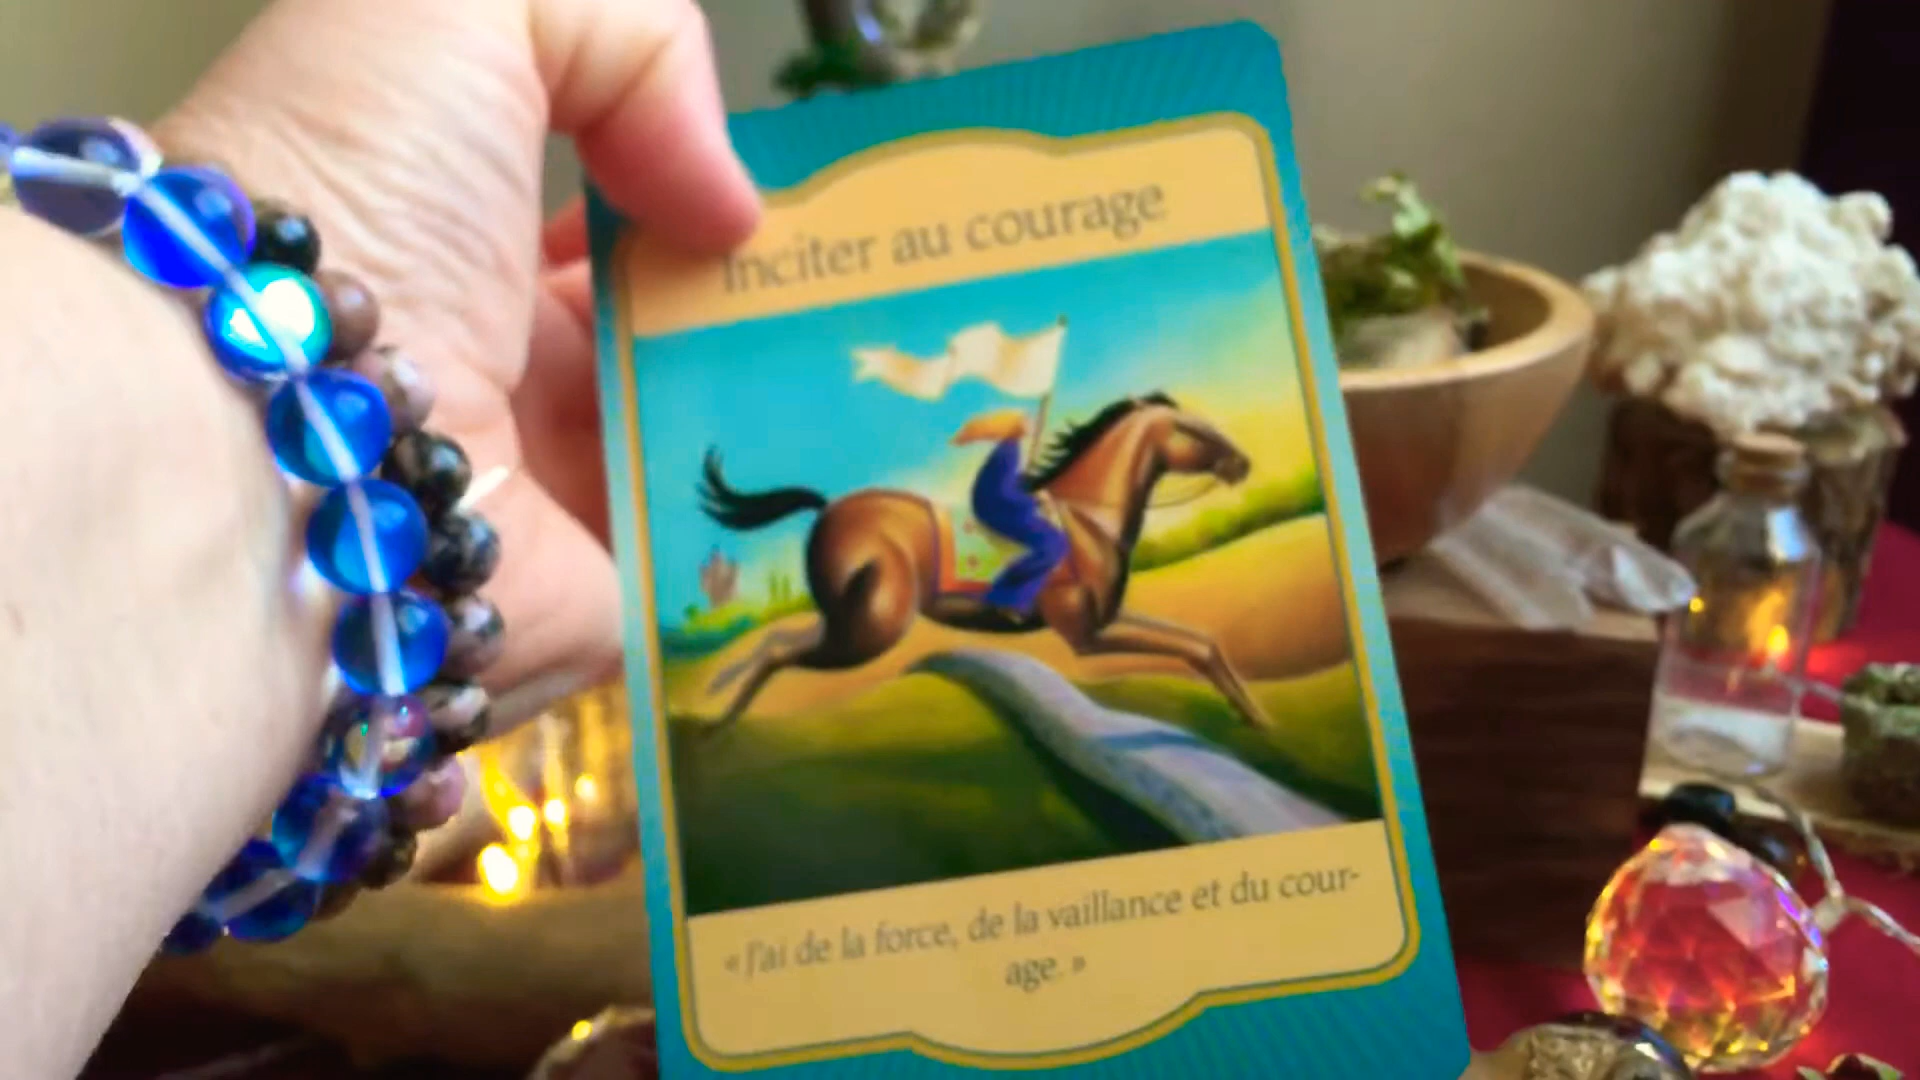 Inciter au courage
« J'ai de la force, de la vaillance et du cour-
age. »